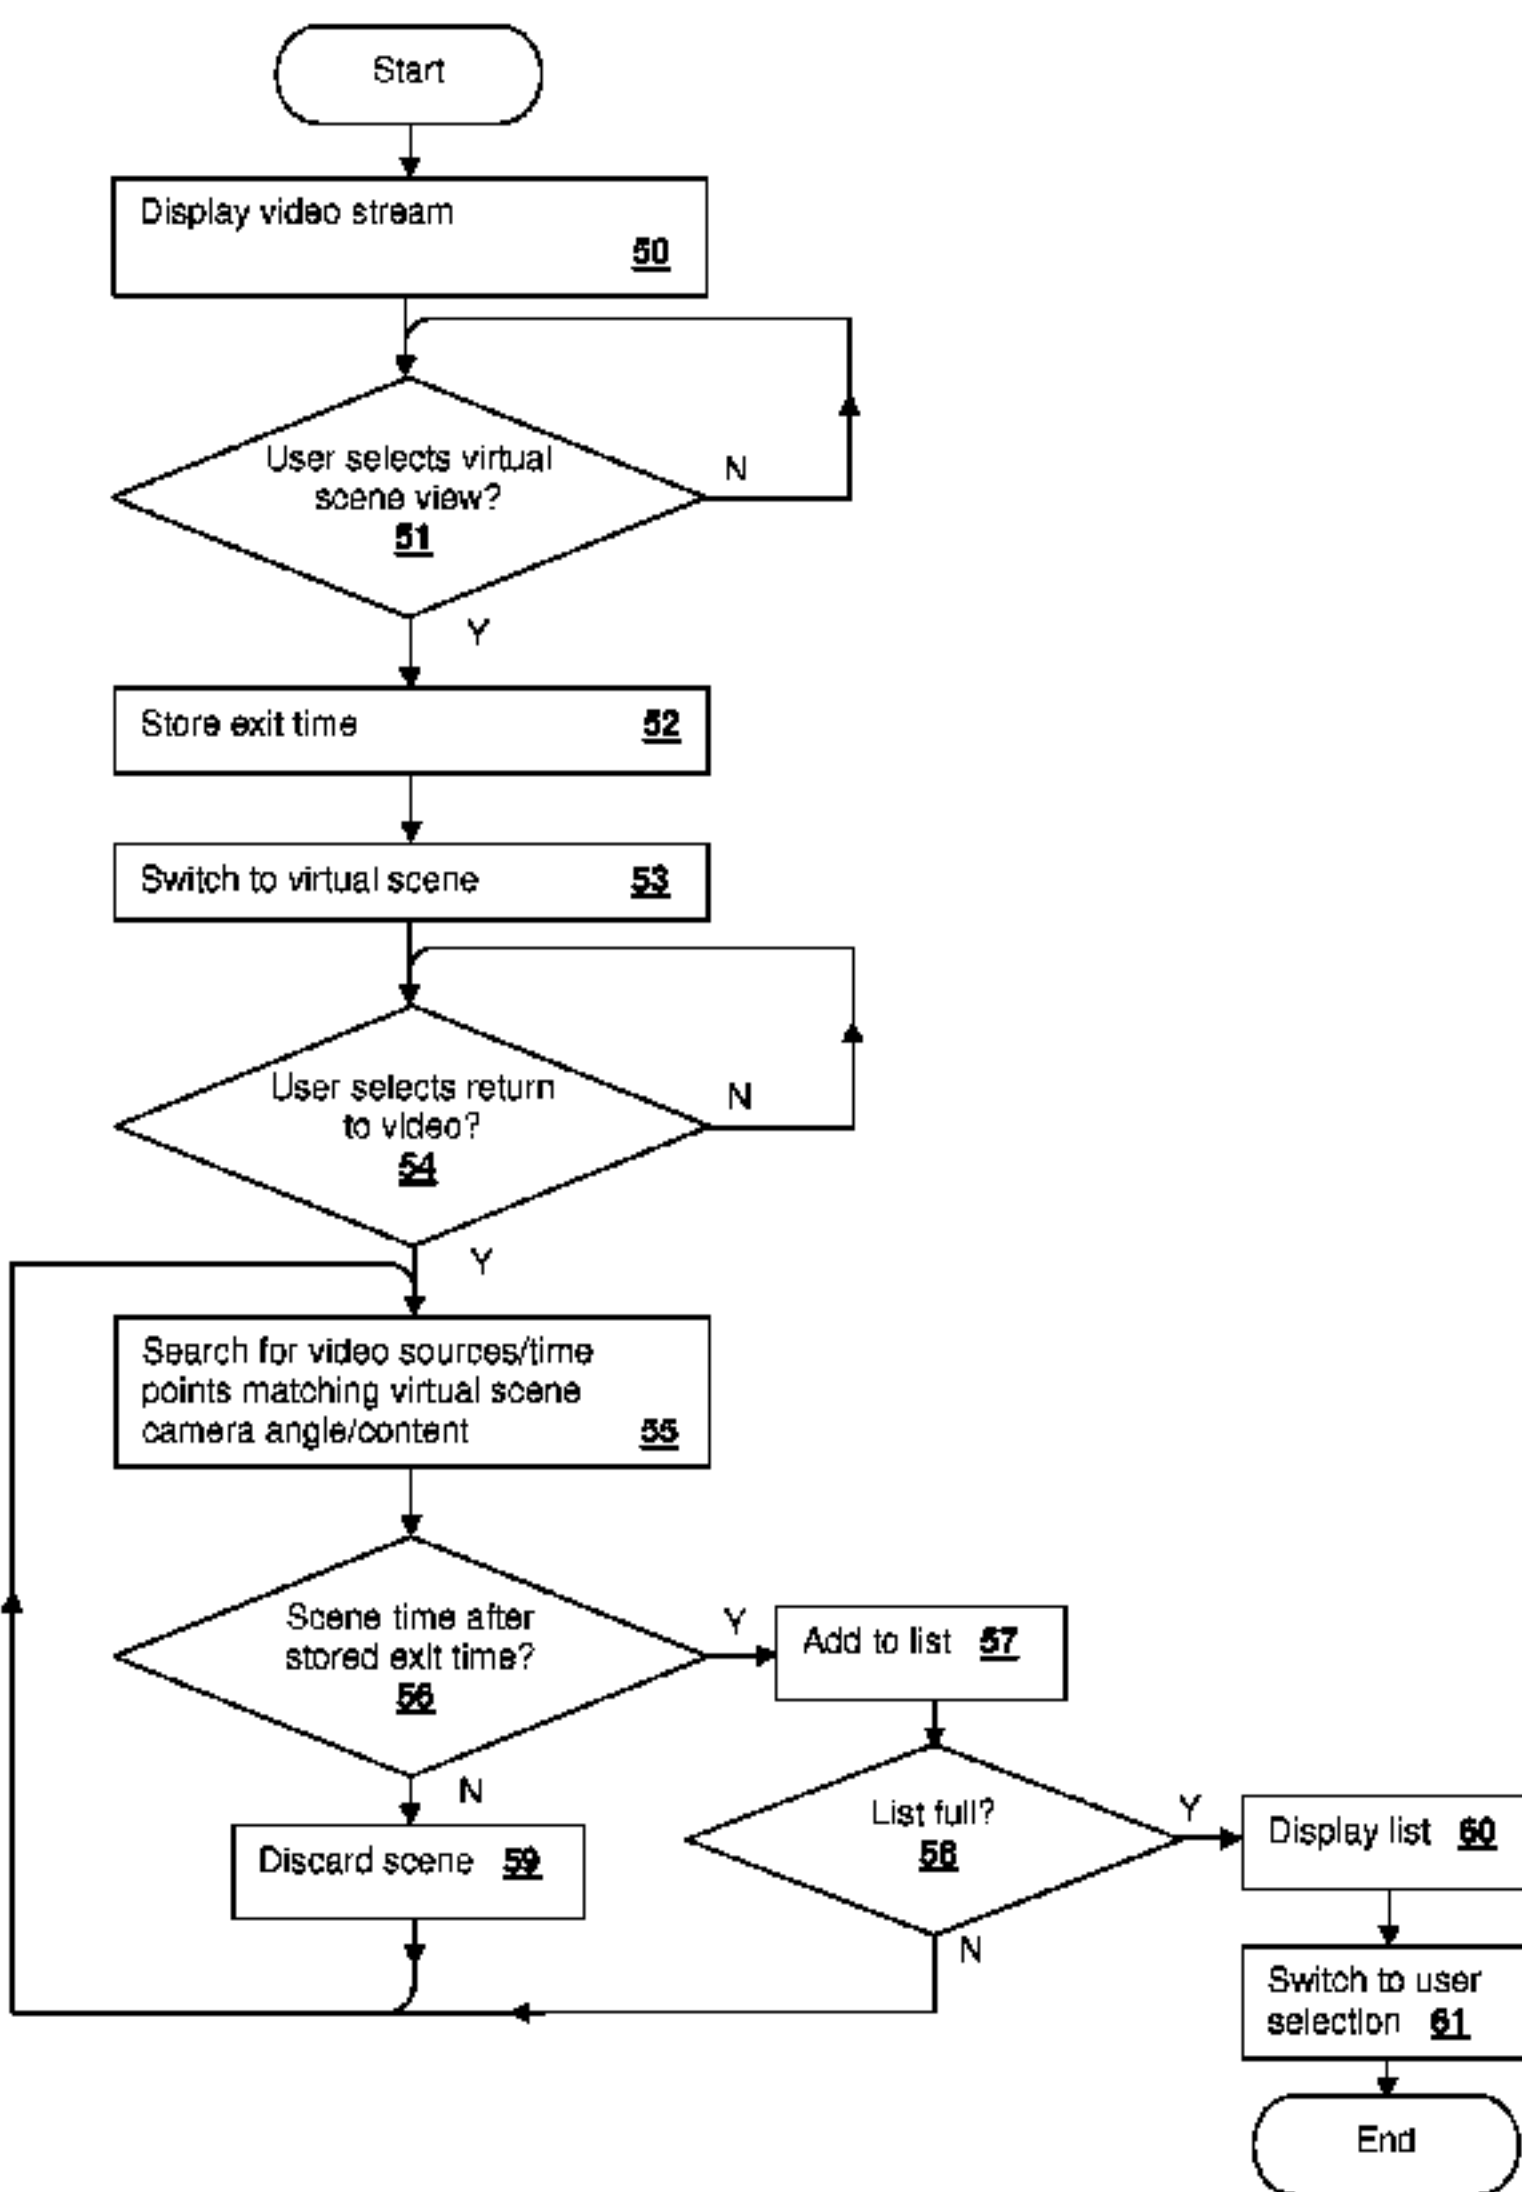 Start
Display video stream
50
User selects virtual
scene view?
51
N
Y
Store exit time 52
Switch to virtual scene 53
User selects return
to video?
54
N
Y
Search for video sources/time
points matching virtual scene
camera angle/content 55
Scene time after
stored exit time?
56
Y
N
Add to list 57
List full?
58
Y
N
Discard scene 59
Display list 60
Switch to user
selection 61
End